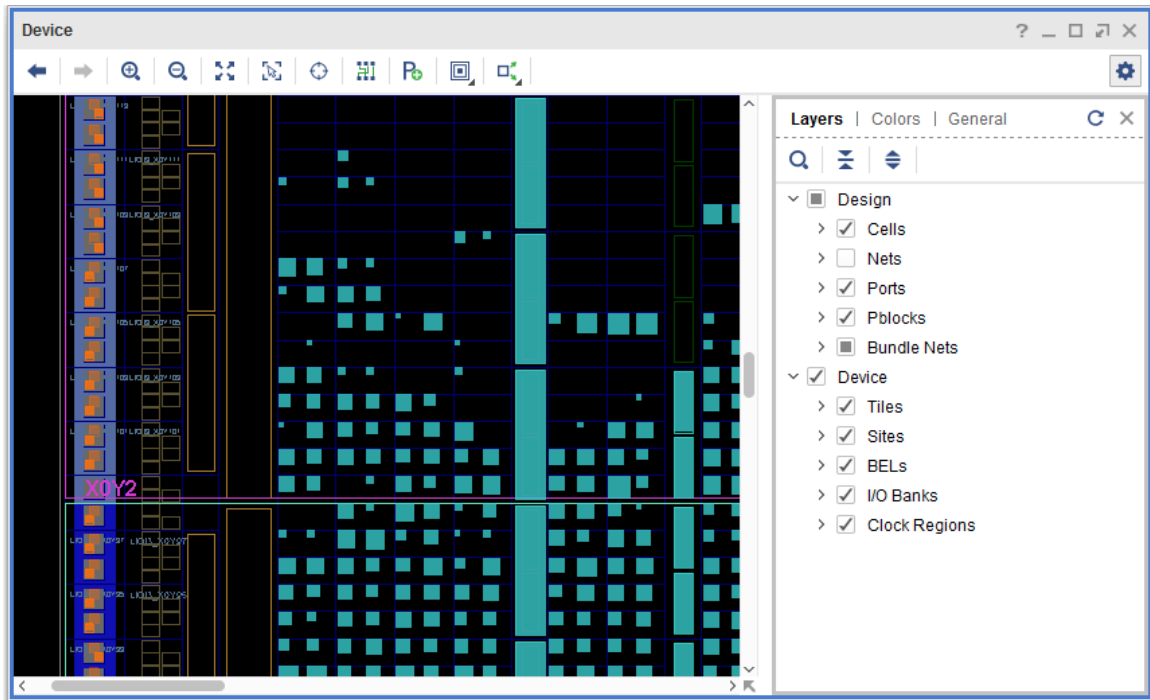 Device
Layers | Colors | General
Design
Cells
Nets
Ports
Pblocks
Bundle Nets
Device
Tiles
Sites
BELs
I/O Banks
Clock Regions
X0Y2